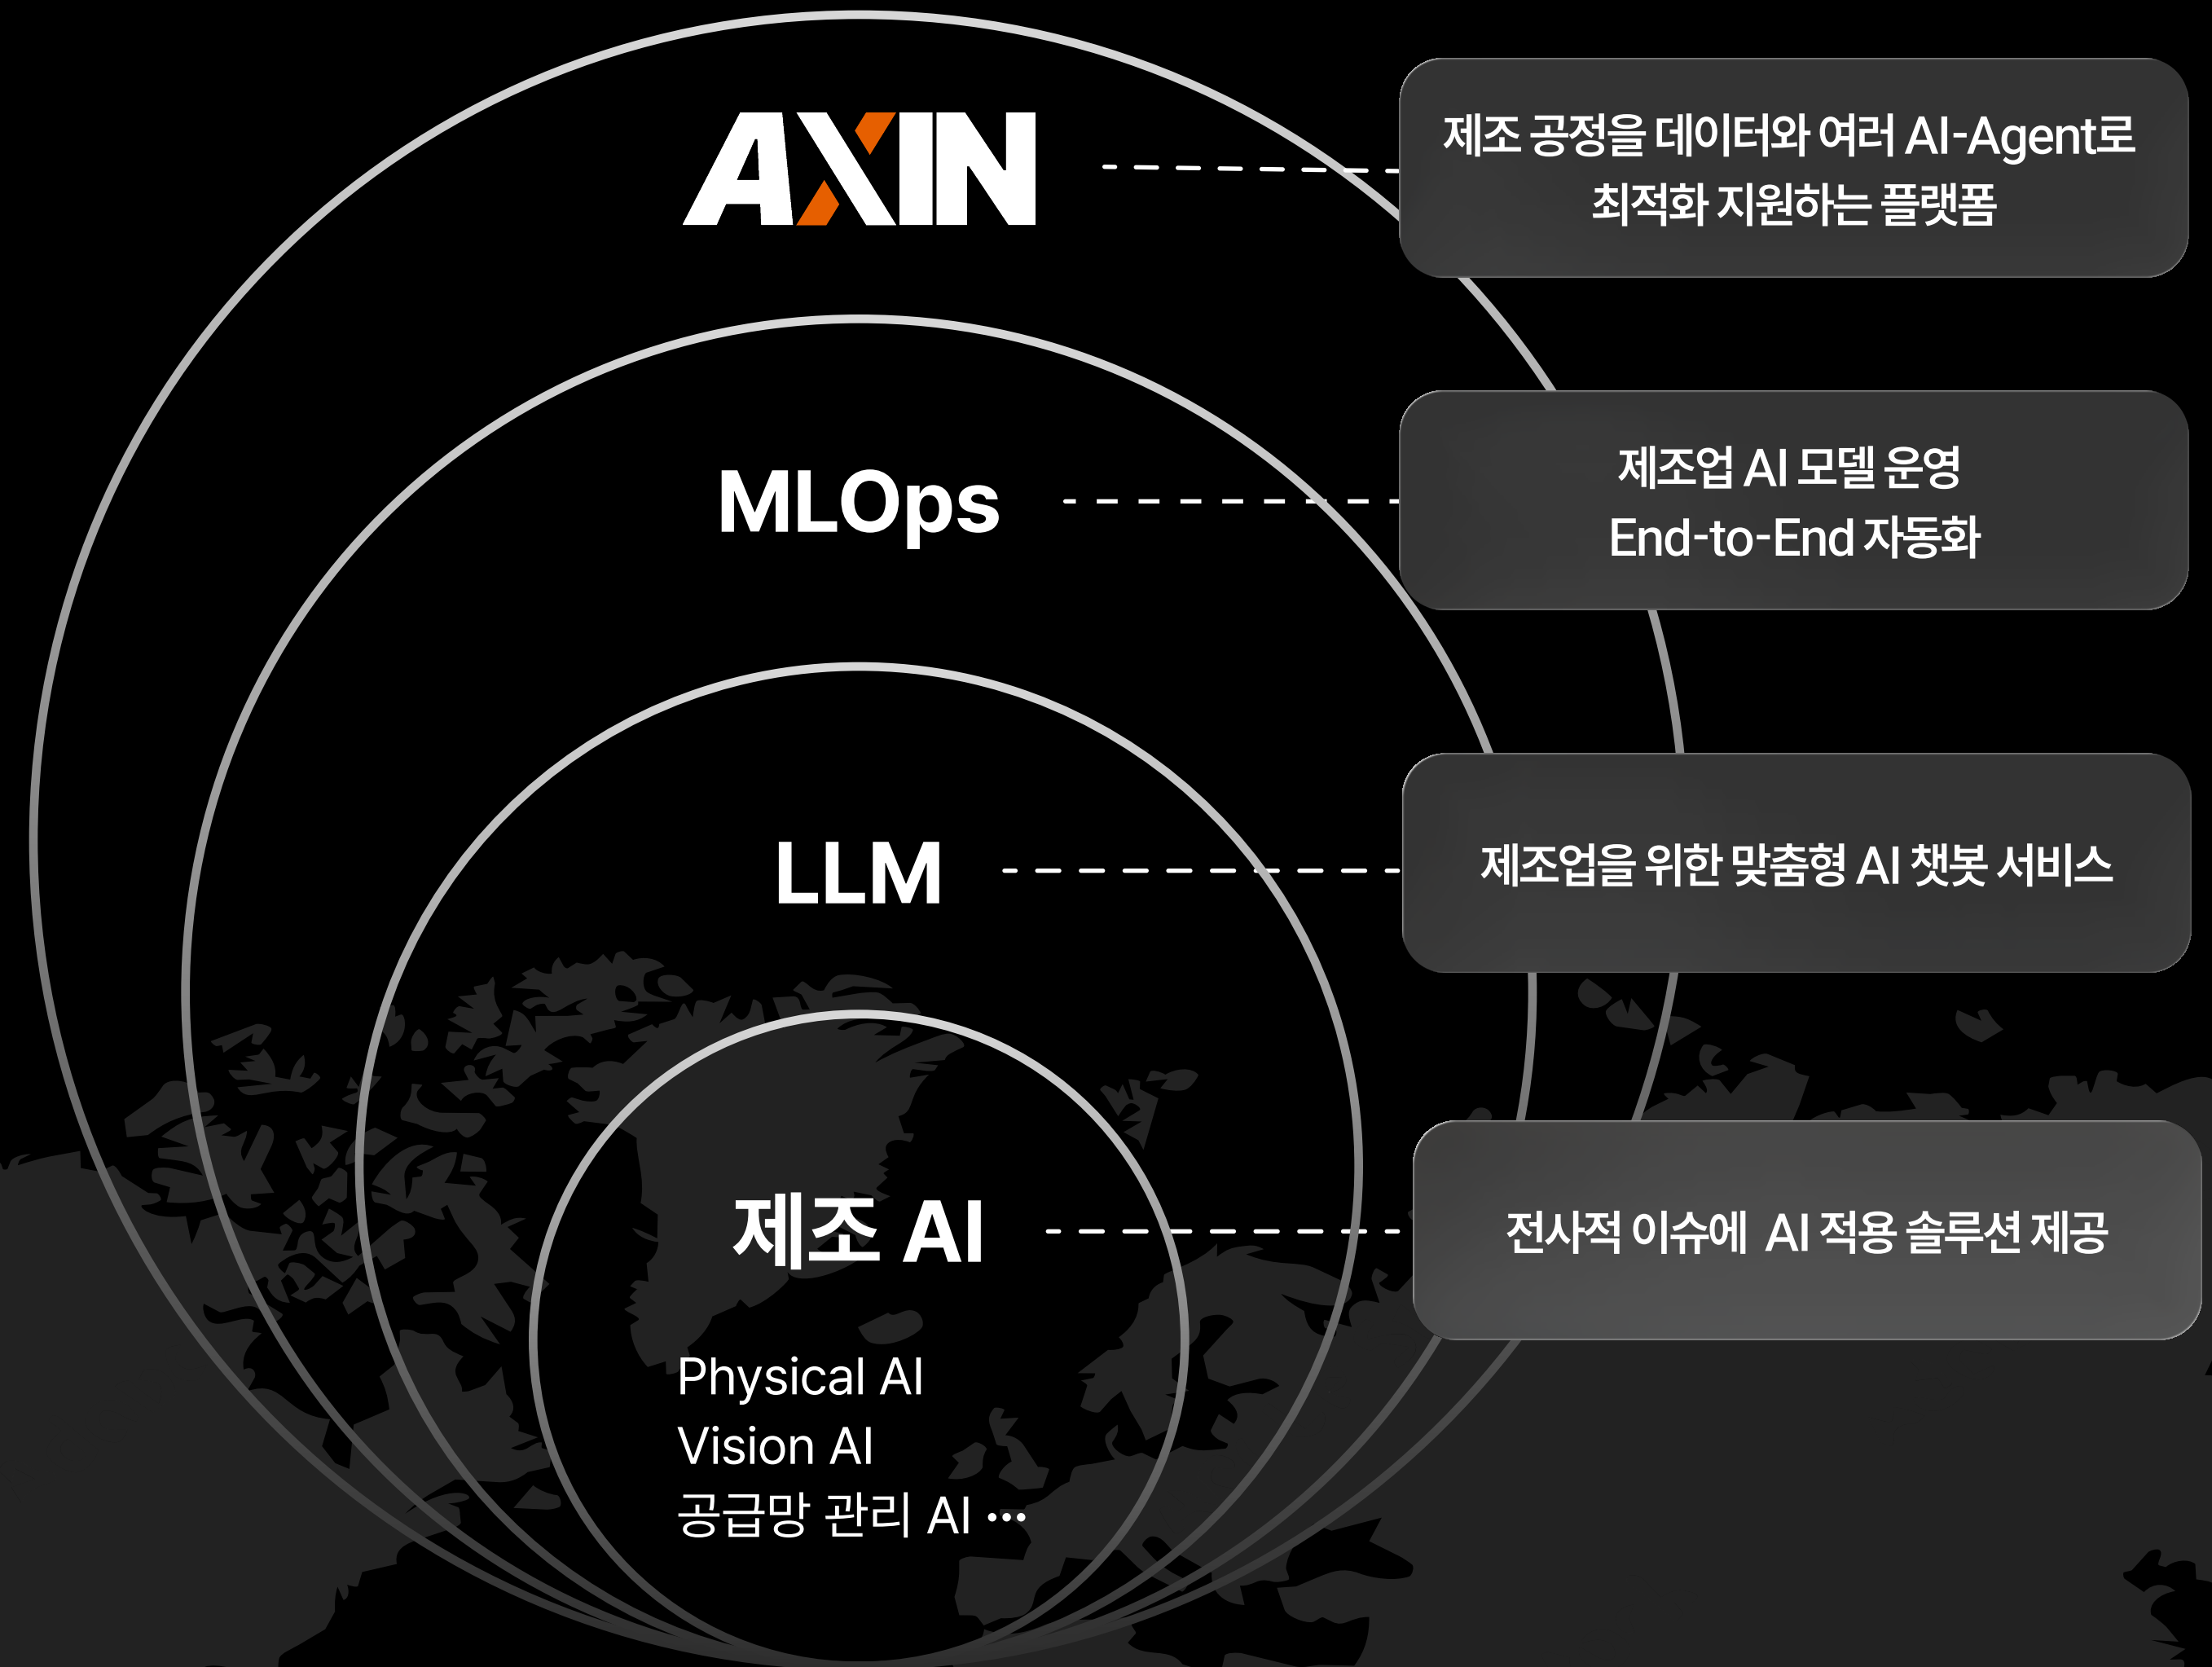 AXIN
제조 공정을 데이터와 여러 AI-Agent로
최적화 지원하는 플랫폼
MLOps
제조업 AI 모델 운영
End-to-End 자동화
LLM
제조업을 위한 맞춤형 AI 챗봇 서비스
제조 AI
전사적 이슈에 AI 적용 솔루션 제공
Physical AI
Vision AI
공급망 관리 AI ···